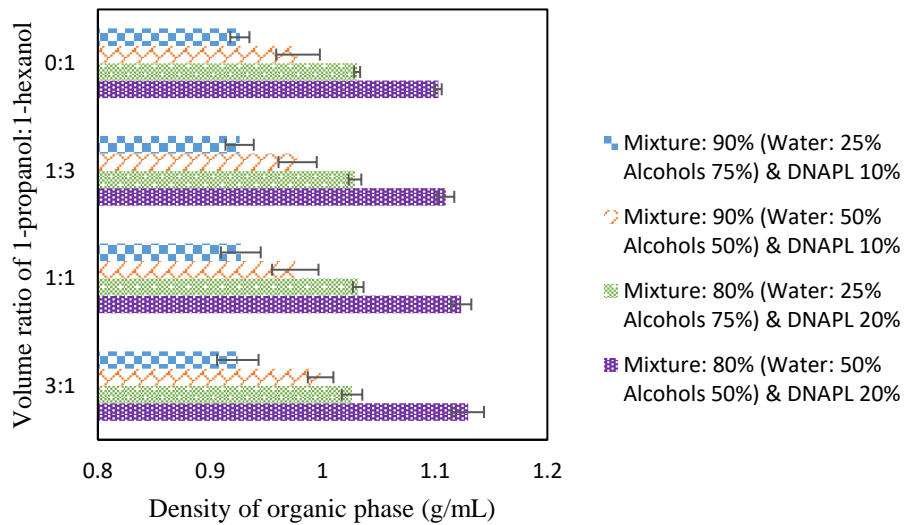 Volume ratio of 1-propanol:1-hexanol
0:1
1:3
1:1
3:1
0.8 0.9 1 1.1 1.2
Density of organic phase (g/mL)
Mixture: 90% (Water: 25%
Alcohols 75%) & DNAPL 10%
Mixture: 90% (Water: 50%
Alcohols 50%) & DNAPL 10%
Mixture: 80% (Water: 25%
Alcohols 75%) & DNAPL 20%
Mixture: 80% (Water: 50%
Alcohols 50%) & DNAPL 20%